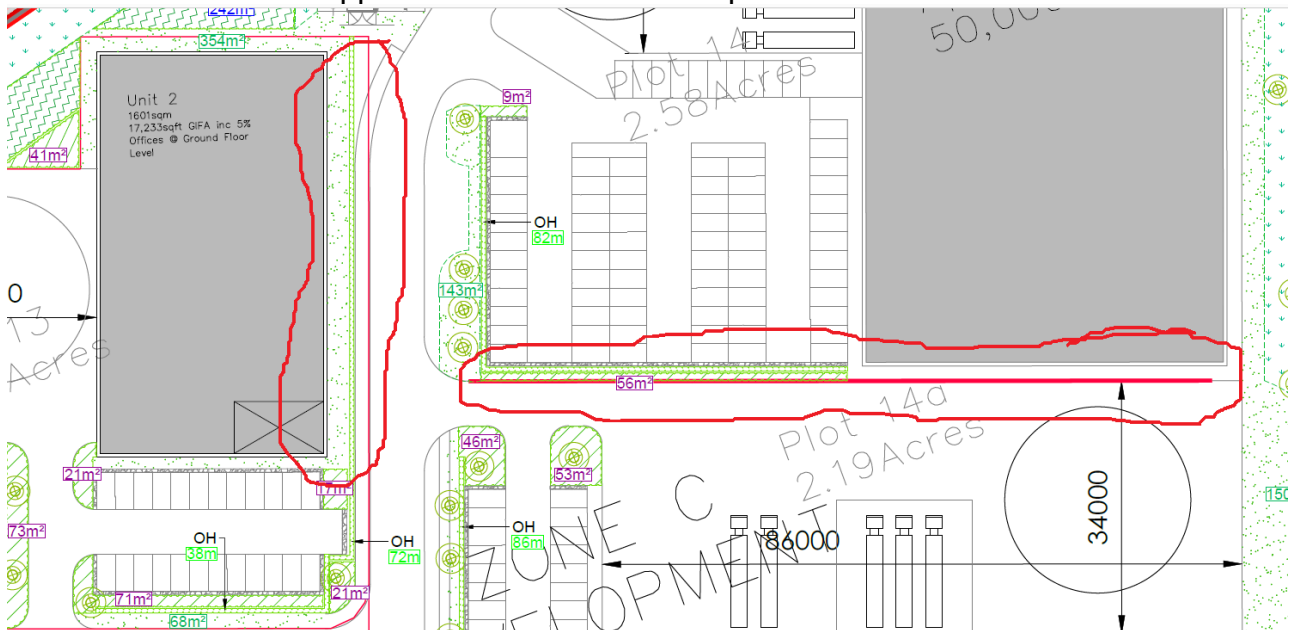 242m²
354m²
Unit 2
1601sqm
17,233sqft GIFA inc 5%
Offices @ Ground Floor
Level
41m²
Plot 14
2.58Acres
50,00
9m²
OH
82m
143m²
0
13
Acres
56m²
Plot 14a
2.19Acres
46m²
53m²
21m²
17m²
73m²
OH
38m
OH
72m
OH
86m
ZONE C
ELOPMENT
86000
34000
150
71m²
21m²
68m²